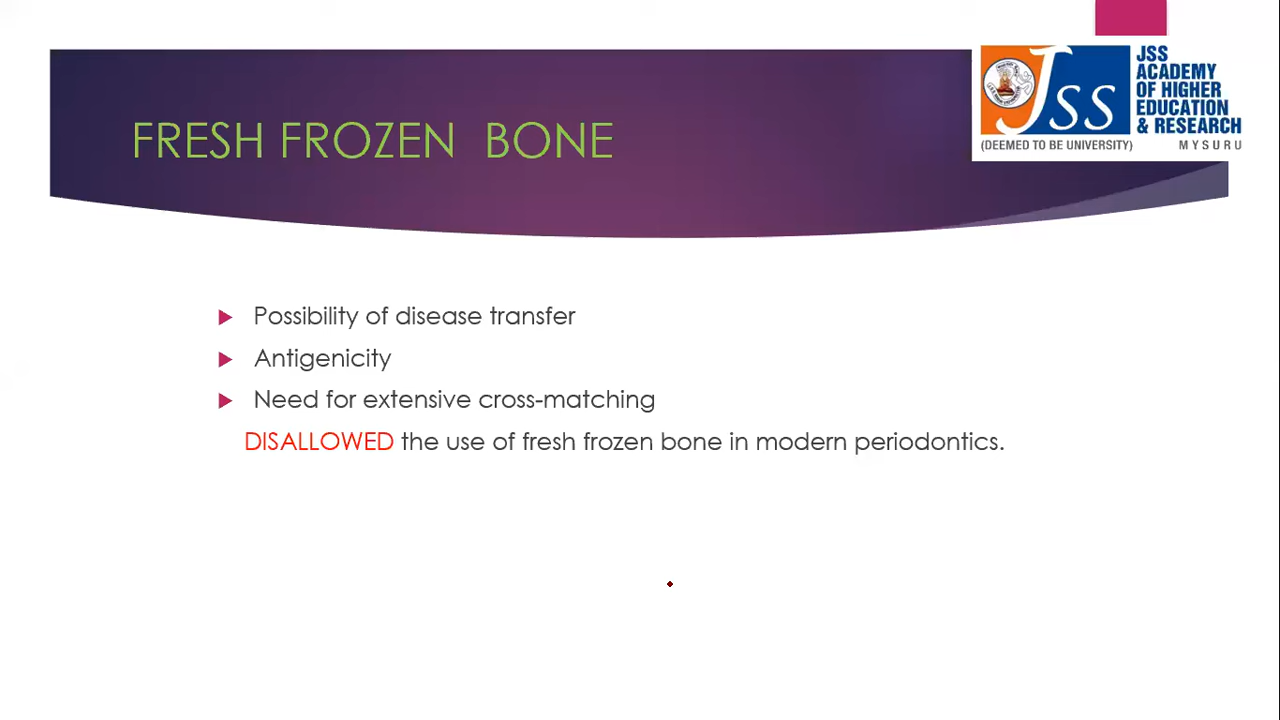 FRESH FROZEN BONE
JSS
ACADEMY
OF HIGHER
EDUCATION
& RESEARCH
JSS
(DEEMED TO BE UNIVERSITY) MYSURU
Possibility of disease transfer
Antigenicity
Need for extensive cross-matching
DISALLOWED the use of fresh frozen bone in modern periodontics.